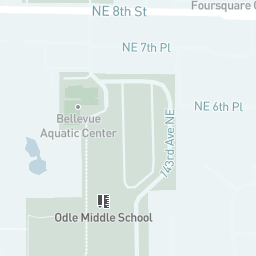 NE 8th St
Foursquare C
NE 7th Pl
NE 6th Pl
Bellevue
Aquatic Center
143rd Ave NE
Odle Middle School